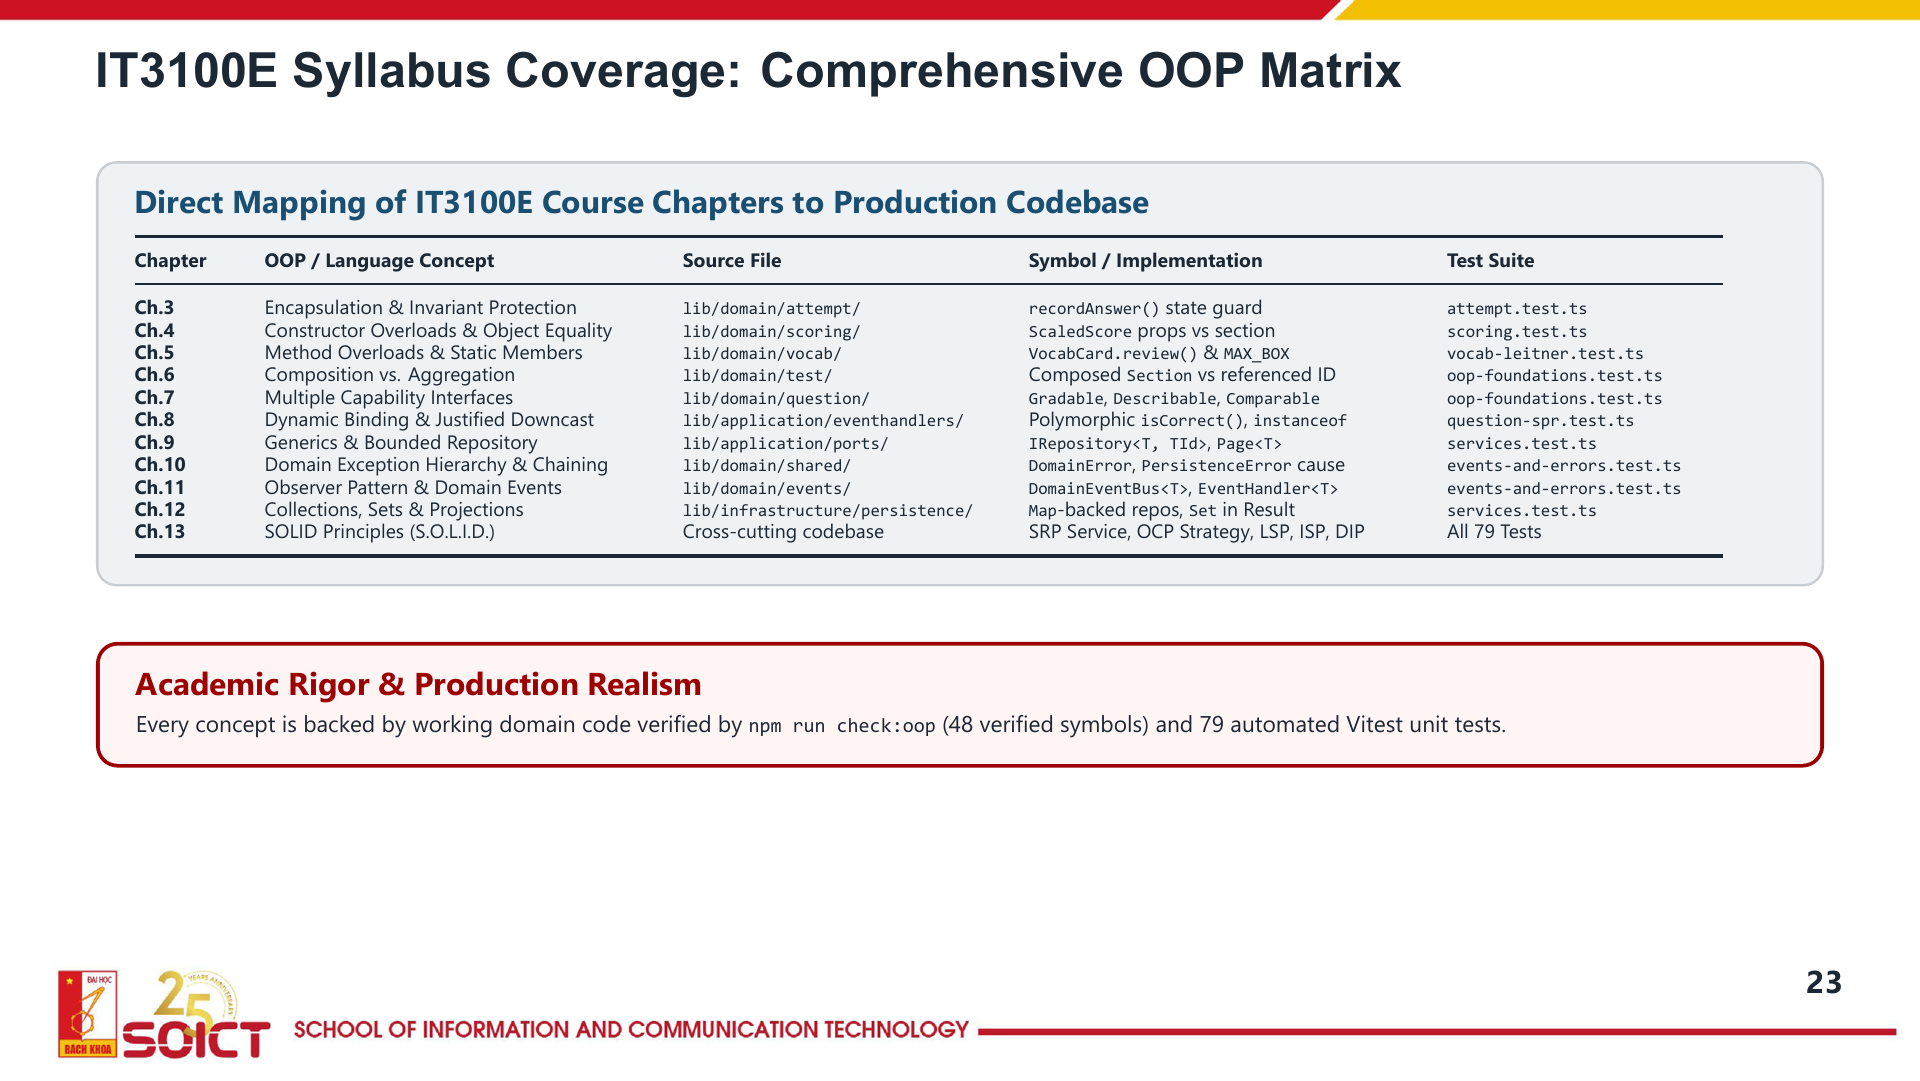 IT3100E Syllabus Coverage: Comprehensive OOP Matrix
Direct Mapping of IT3100E Course Chapters to Production Codebase
Chapter OOP / Language Concept Source File Symbol / Implementation Test Suite
Ch.3 Encapsulation & Invariant Protection lib/domain/attempt/ recordAnswer() state guard attempt.test.ts
Ch.4 Constructor Overloads & Object Equality lib/domain/scoring/ ScaledScore props vs section scoring.test.ts
Ch.5 Method Overloads & Static Members lib/domain/vocab/ VocabCard.review() & MAX_BOX vocab-leitner.test.ts
Ch.6 Composition vs. Aggregation lib/domain/test/ Composed Section vs referenced ID oop-foundations.test.ts
Ch.7 Multiple Capability Interfaces lib/domain/question/ Gradable, Describable, Comparable oop-foundations.test.ts
Ch.8 Dynamic Binding & Justified Downcast lib/application/eventhandlers/ Polymorphic isCorrect(), instanceof question-spr.test.ts
Ch.9 Generics & Bounded Repository lib/application/ports/ IRepository<T, TId>, Page<T> services.test.ts
Ch.10 Domain Exception Hierarchy & Chaining lib/domain/shared/ DomainError, PersistenceError cause events-and-errors.test.ts
Ch.11 Observer Pattern & Domain Events lib/domain/events/ DomainEventBus<T>, EventHandler<T> events-and-errors.test.ts
Ch.12 Collections, Sets & Projections lib/infrastructure/persistence/ Map-backed repos, Set in Result services.test.ts
Ch.13 SOLID Principles (S.O.L.I.D.) Cross-cutting codebase SRP Service, OCP Strategy, LSP, ISP, DIP All 79 Tests
Academic Rigor & Production Realism
Every concept is backed by working domain code verified by npm run check:oop (48 verified symbols) and 79 automated Vitest unit tests.
23
ĐẠI HỌC
BÁCH KHOA
25
YEARS ANNIVERSARY
SOICT
SCHOOL OF INFORMATION AND COMMUNICATION TECHNOLOGY